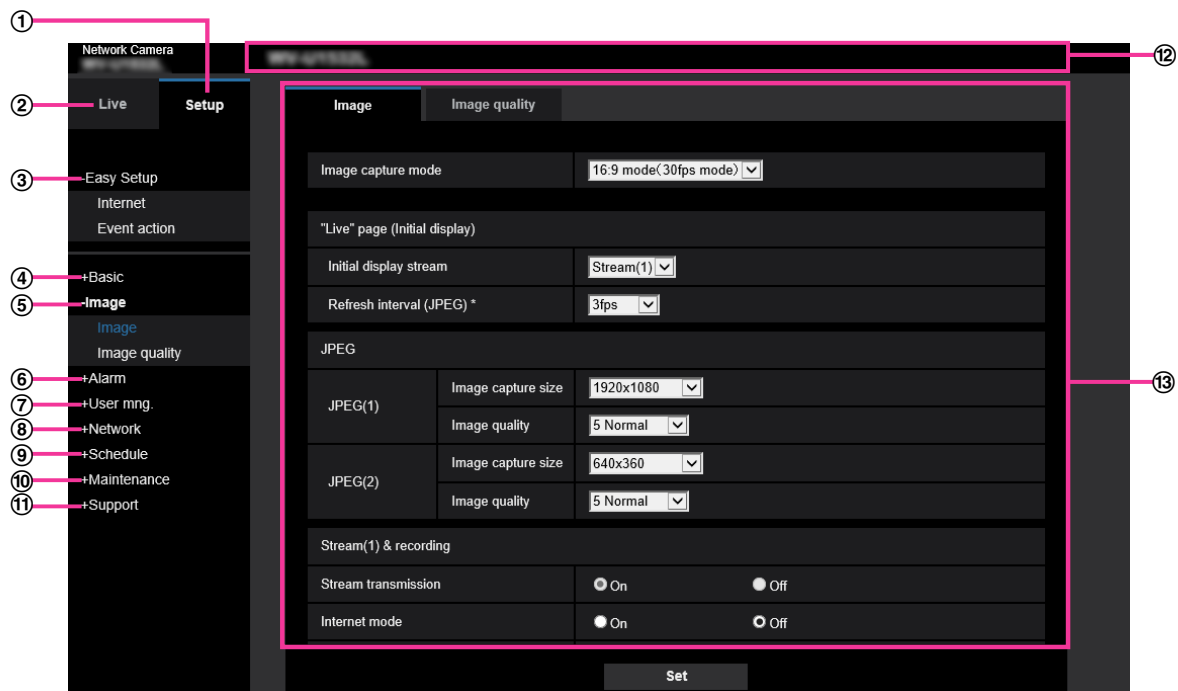 ①
Network Camera
⑫
② Live Setup
Image Image quality
Image capture mode 16:9 mode(30fps mode)
③ -Easy Setup
Internet
Event action
"Live" page (Initial display)
Initial display stream Stream(1)
Refresh interval (JPEG) * 3fps
④ +Basic
⑤ -Image
Image
Image quality
⑥ +Alarm
⑦ +User mng.
⑧ +Network
⑨ +Schedule
⑩ +Maintenance
⑪ +Support
JPEG
JPEG(1) Image capture size 1920x1080
Image quality 5 Normal
⑬
JPEG(2) Image capture size 640x360
Image quality 5 Normal
Stream(1) & recording
Stream transmission On Off
Internet mode On Off
Set